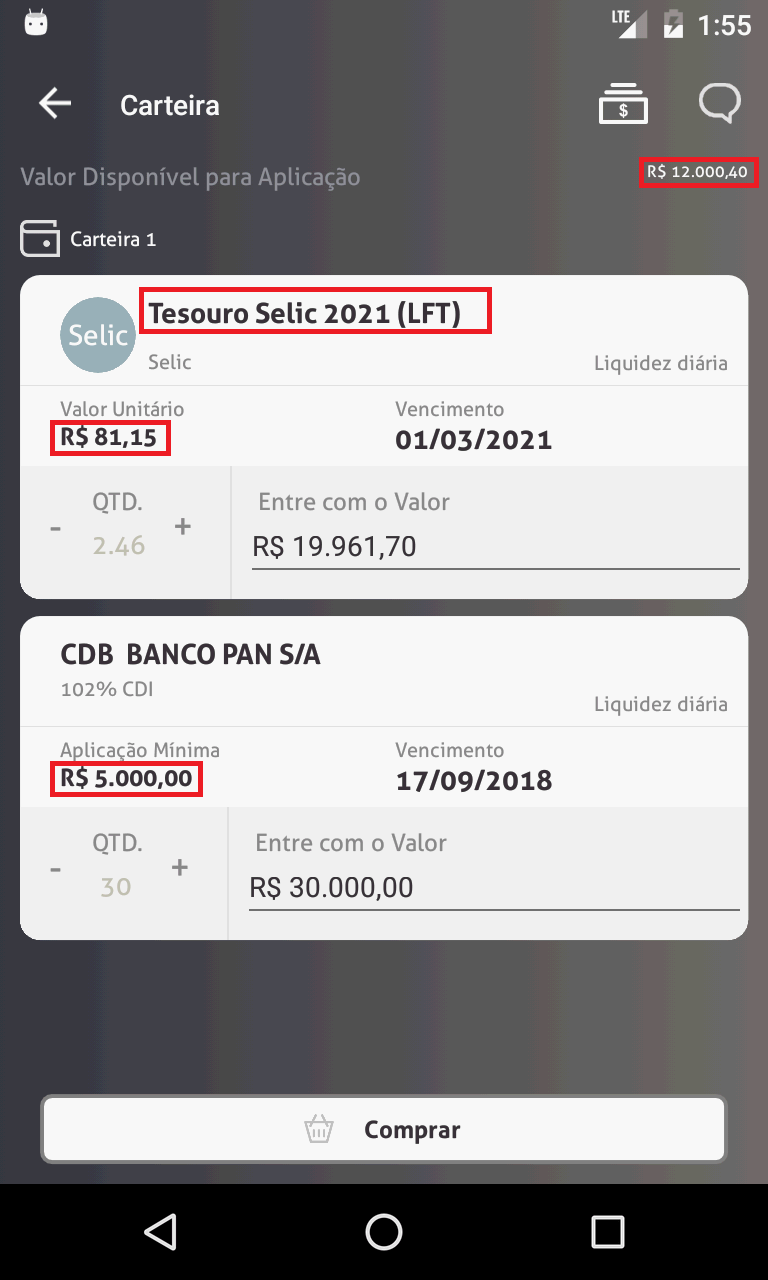 LTE 1:55
Carteira
Valor Disponível para Aplicação R$ 12.000,40
Carteira 1
Selic
Tesouro Selic 2021 (LFT)
Selic
Liquidez diária
Valor Unitário Vencimento
R$ 81,15 01/03/2021
QTD. Entre com o Valor
- 2.46 + R$ 19.961,70
CDB BANCO PAN S/A
102% CDI
Liquidez diária
Aplicação Mínima Vencimento
R$ 5.000,00 17/09/2018
QTD. Entre com o Valor
- 30 + R$ 30.000,00
Comprar